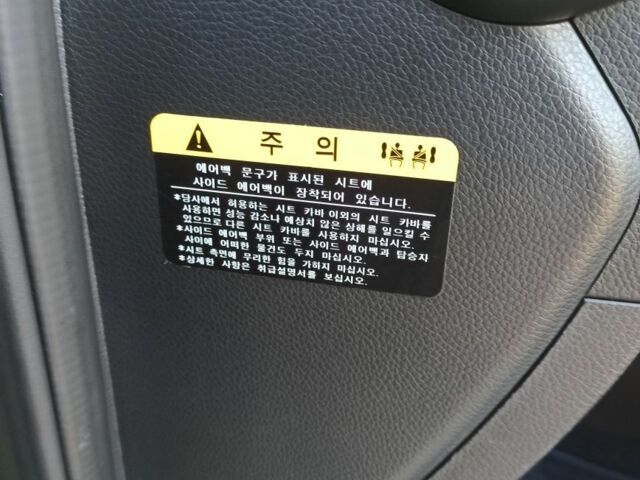 주의
에어백 문구가 표시된 시트에
사이드 에어백이 장착되어 있습니다.
*당사에서 허용하는 시트 카바 이외의 시트 카바를
사용하면 성능 감소나 예상치 않은 상해를 일으킬 수
있으므로 다른 시트 카바를 사용하지 마십시오.
*사이드 에어백 부위 또는 사이드 에어백과 탑승자
사이에 어떠한 물건도 두지 마십시오.
*시트 측면에 무리한 힘을 가하지 마십시오.
*상세한 사항은 취급설명서를 보십시오.